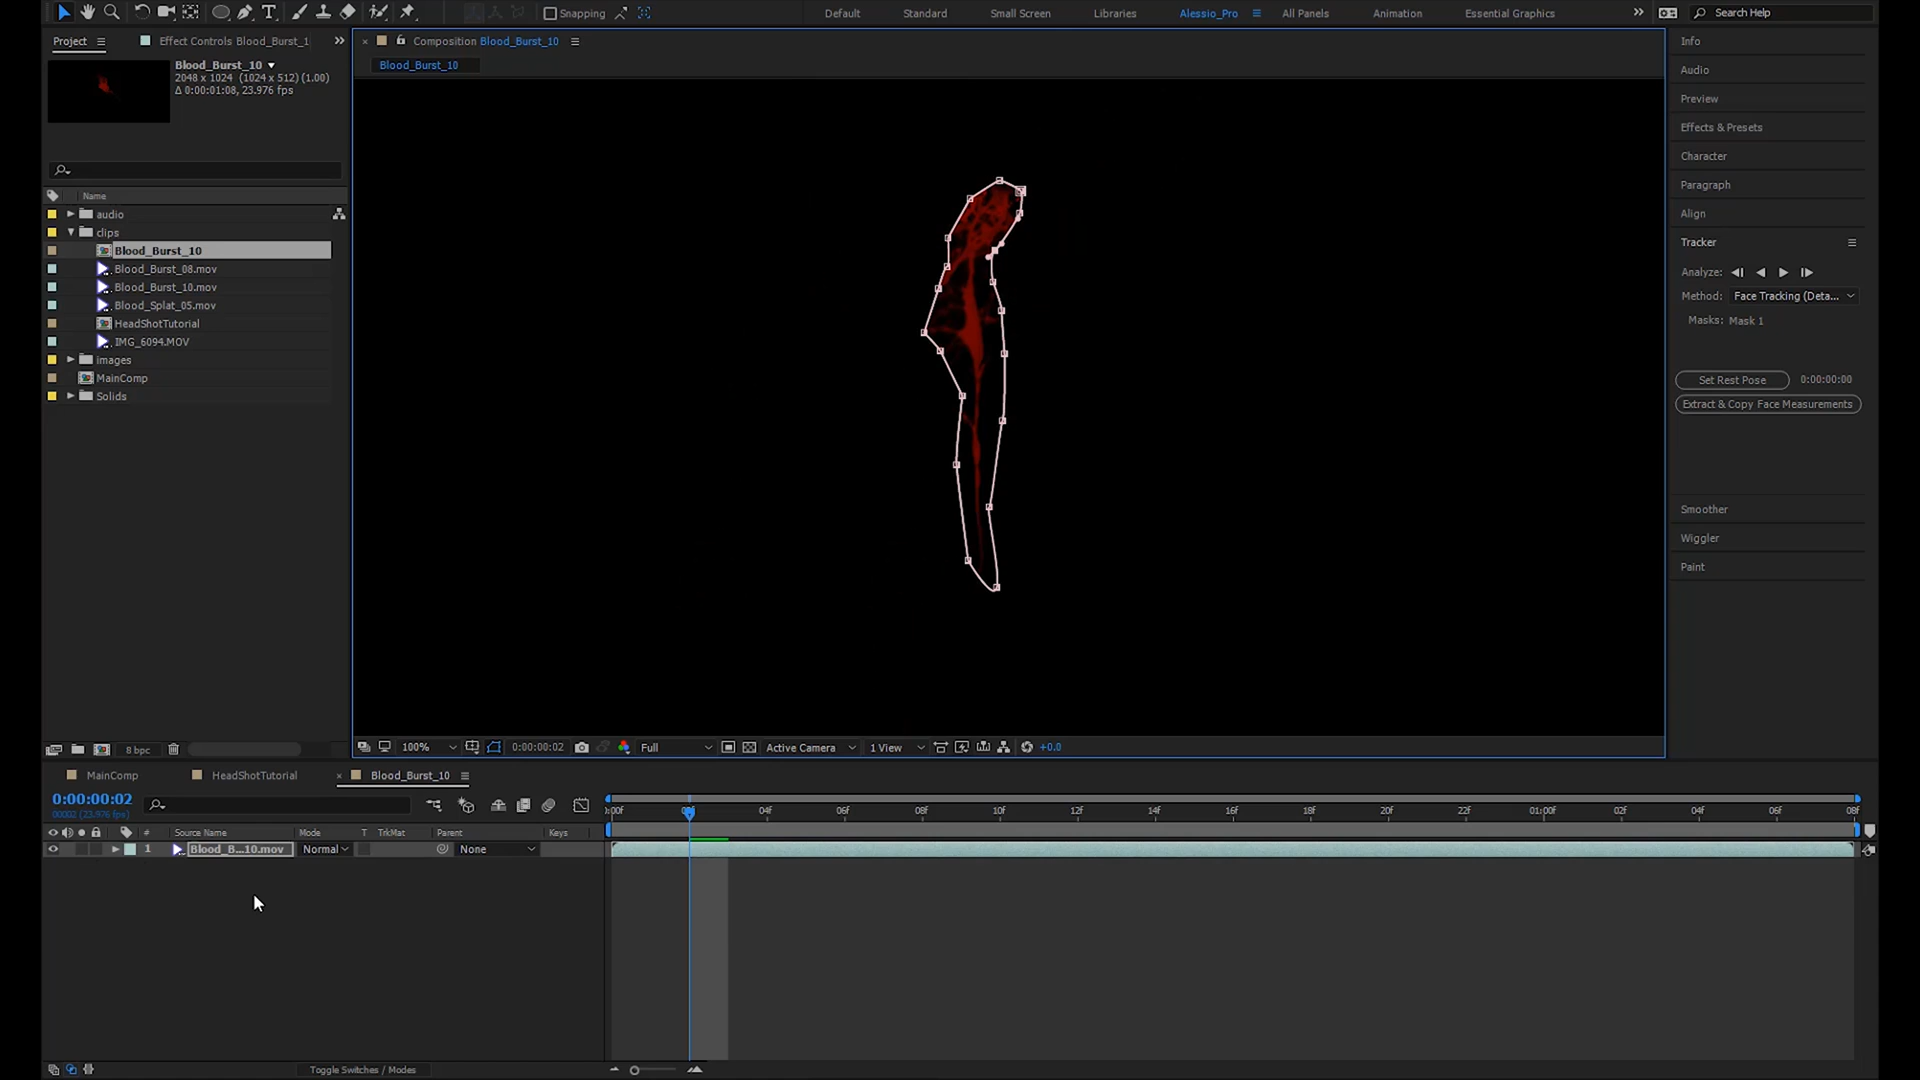 Snapping
Default
Standard
Small Screen
Libraries
Alessio_Pro
All Panels
Animation
Essential Graphics
Search Help
Project
Effect Controls Blood_Burst_1
Composition Blood_Burst_10
Info
Blood_Burst_10
2048 x 1024 (1024 x 512) (1.00)
Δ 0:00:01:08, 23.976 fps
Blood_Burst_10
Audio
Preview
Effects & Presets
Character
Paragraph
Align
Tracker
Analyze:
Method: Face Tracking (Deta...
Masks: Mask 1
Set Rest Pose 0:00:00:00
Extract & Copy Face Measurements
Smoother
Wiggler
Paint
Name
audio
clips
Blood_Burst_10
Blood_Burst_08.mov
Blood_Burst_10.mov
Blood_Splat_05.mov
HeadShotTutorial
IMG_6094.MOV
images
MainComp
Solids
8 bpc
100%
0:00:00:02
Full
Active Camera
1 View
+0.0
MainComp
HeadShotTutorial
Blood_Burst_10
0:00:00:02
00002 (23.976 fps)
04f 06f 08f 10f 12f 14f 16f 18f 20f 22f 01:00f 02f 04f 06f
# Source Name Mode T TrkMat Parent Keys
1 Blood_B...10.mov Normal None
Toggle Switches / Modes